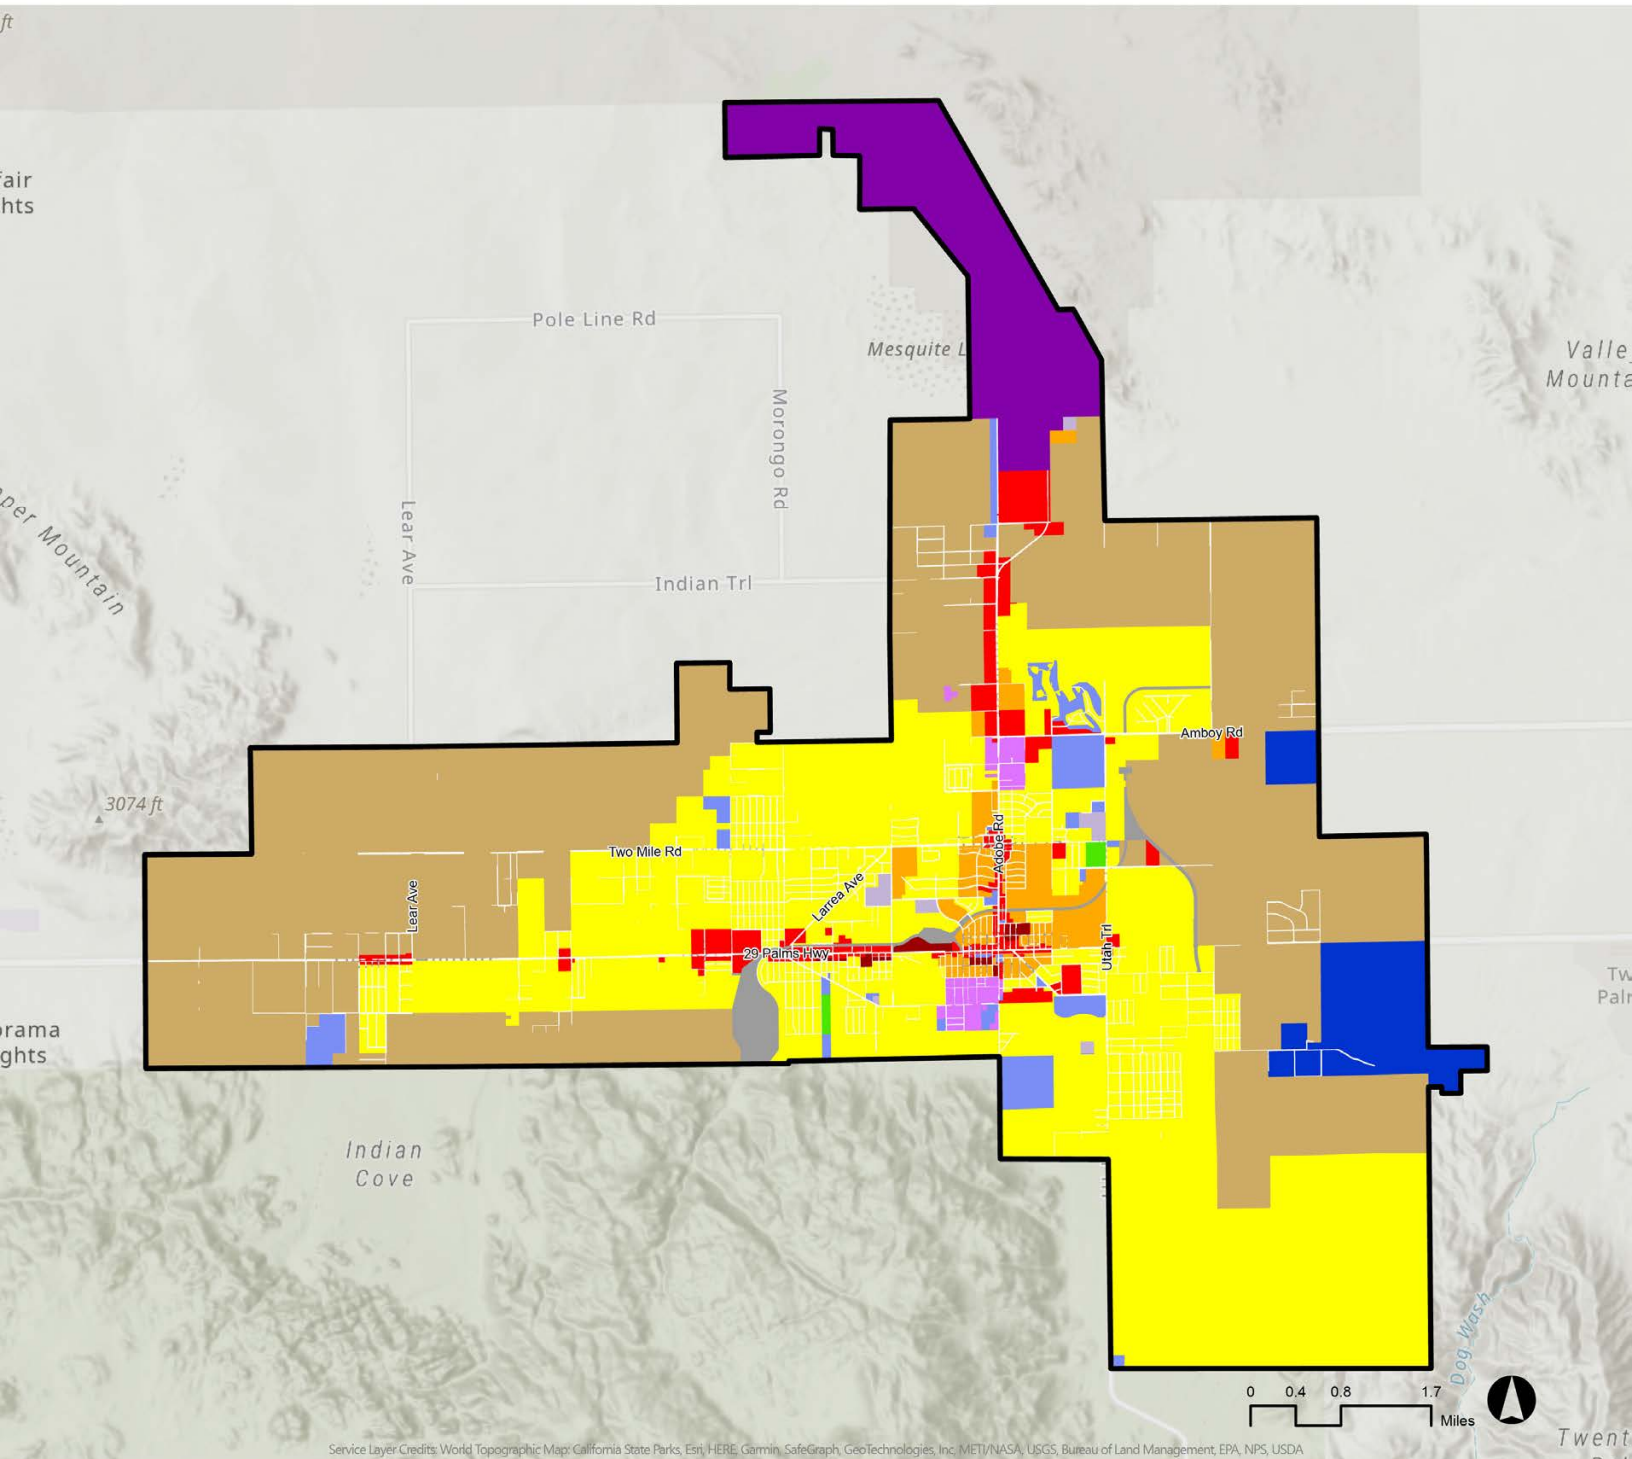 ft
fair
hts
Pole Line Rd
Mesquite L
Valle
Mounta
Morongo Rd
Lear Ave
per Mountain
Indian Trl
Amboy Rd
3074 ft
Adobe Rd
Two Mile Rd
Larrea Ave
Lear Ave
29 Palms Hwy
Utah Trl
Tw
Paln
orama
ghts
Indian
Cove
Dog Wash
0 0.4 0.8 1.7
Miles
Twent
Service Layer Credits: World Topographic Map: California State Parks, Esri, HERE, Garmin, SafeGraph, GeoTechnologies, Inc, METI/NASA, USGS, Bureau of Land Management, EPA, NPS, USDA